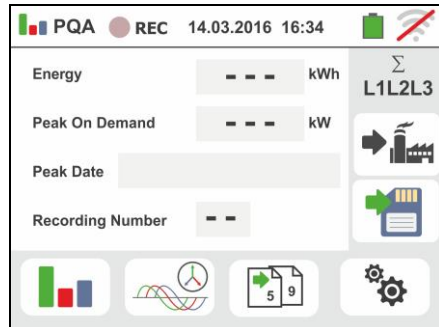 PQA REC 14.03.2016 16:34
Energy --- kWh
Σ
L1L2L3
Peak On Demand --- kW
Peak Date
Recording Number --
5 9